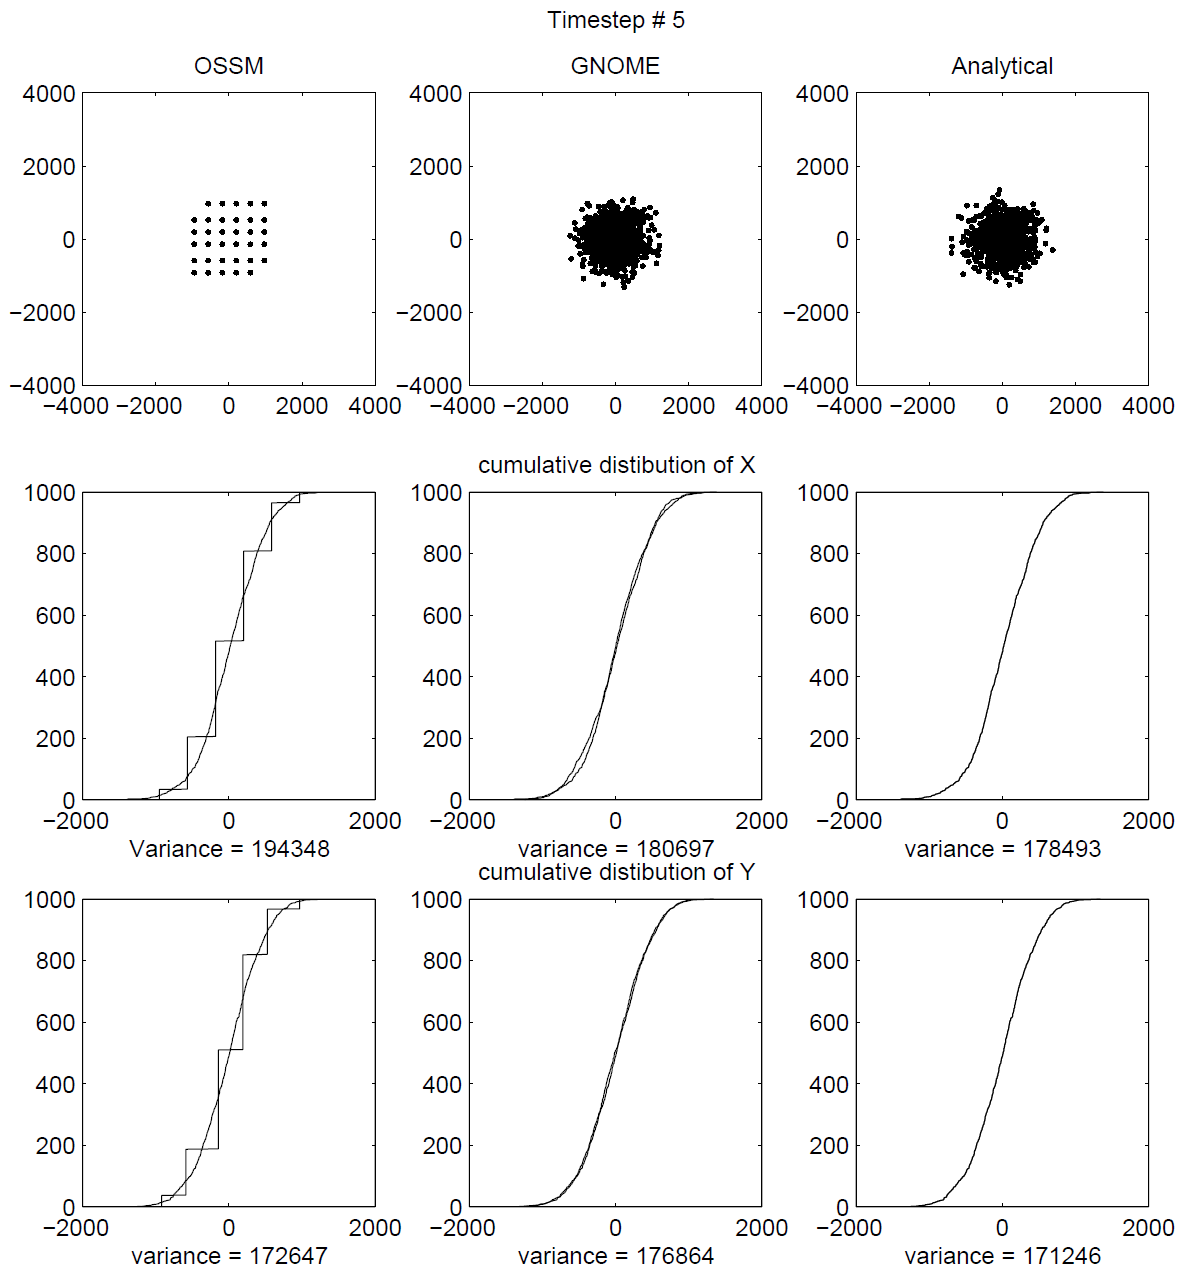 Timestep # 5
OSSM GNOME Analytical
4000 4000 4000
2000 2000 2000
0 0 0
−2000 −2000 −2000
−4000 −4000 −4000
−4000 −2000 0 2000 4000 −4000 −2000 0 2000 4000 −4000 −2000 0 2000 4000
cumulative distibution of X
1000 1000 1000
800 800 800
600 600 600
400 400 400
200 200 200
0 0 0
−2000 0 2000 −2000 0 2000 −2000 0 2000
Variance = 194348 variance = 180697 variance = 178493
cumulative distibution of Y
1000 1000 1000
800 800 800
600 600 600
400 400 400
200 200 200
0 0 0
−2000 0 2000 −2000 0 2000 −2000 0 2000
variance = 172647 variance = 176864 variance = 171246